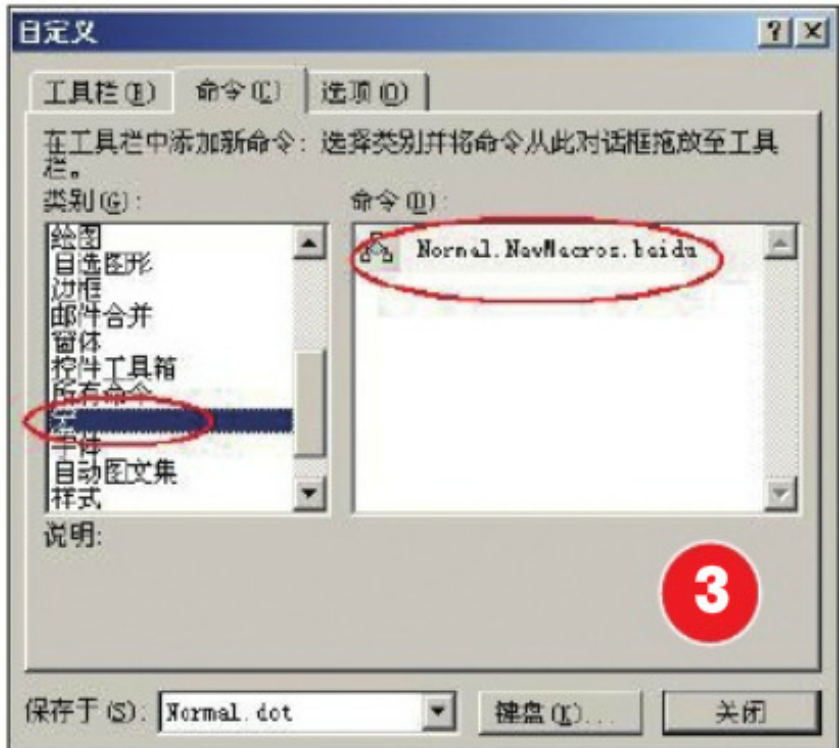 自定义
工具栏(B) 命令(C) 选项(O)
在工具栏中添加新命令: 选择类别并将命令从此对话框拖放至工具
栏。
类别(G):
命令(D):
绘图
自选图形
边框
邮件合并
窗体
控件工具箱
所有命令
宏
字体
自动图文集
样式
Normal.NewMacros.baidu
说明:
3
保存于(S): Normal.dot 键盘(K)... 关闭